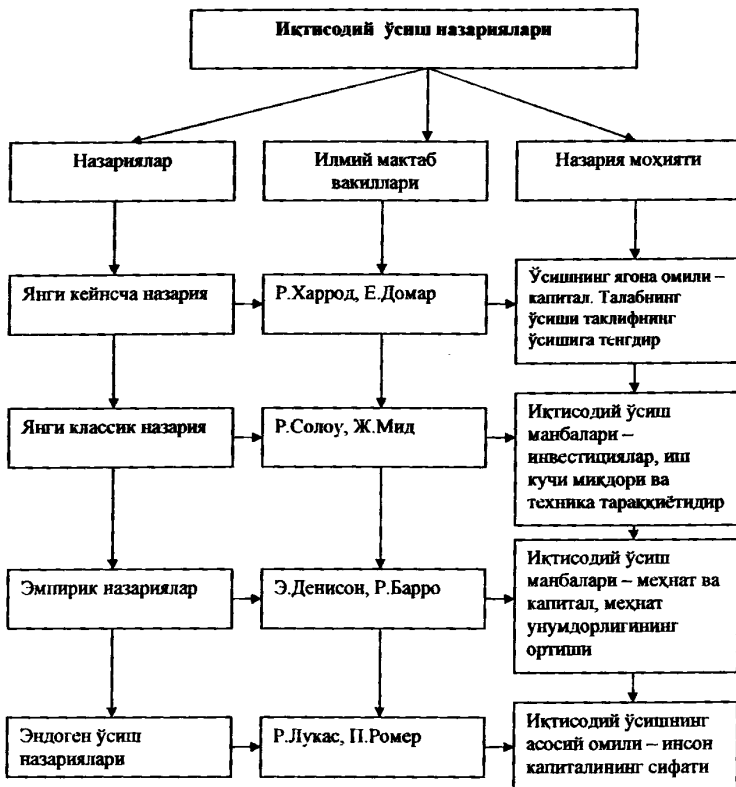 Иқтисодий ўсиш назариялари
Назариялар
Илмий мактаб
вакиллари
Назария моҳияти
Янги кейнсча назария
Р.Харрод, Е.Домар
Ўсишнинг ягона омили –
капитал. Талабнинг
ўсиши таклифнинг
ўсишига тенгдир
Янги классик назария
Р.Солоу, Ж.Мид
Иқтисодий ўсиш
манбалари –
инвестициялар, иш
кучи миқдори ва
техника тараққиётидир
Эмпирик назариялар
Э.Денисон, Р.Барро
Иқтисодий ўсиш
манбалари – меҳнат ва
капитал, меҳнат
унумдорлигининг
ортиши
Эндоген ўсиш
назариялари
Р.Лукас, П.Ромер
Иқтисодий ўсишнинг
асосий омили – инсон
капиталининг сифати